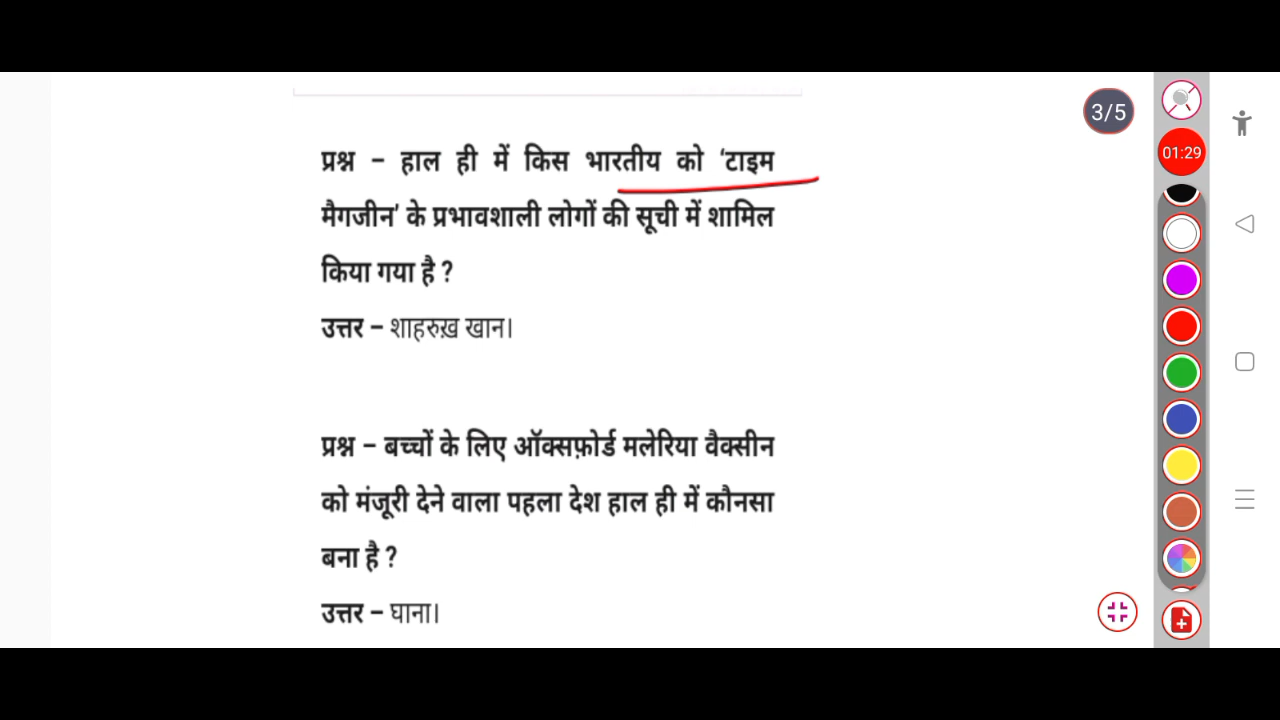 3/5
01:29
प्रश्न – हाल ही में किस भारतीय को ‘टाइम
मैगजीन’ के प्रभावशाली लोगों की सूची में शामिल
किया गया है ?
उत्तर – शाहरुख़ खान।
प्रश्न – बच्चों के लिए ऑक्सफ़ोर्ड मलेरिया वैक्सीन
को मंजूरी देने वाला पहला देश हाल ही में कौनसा
बना है ?
उत्तर – घाना।